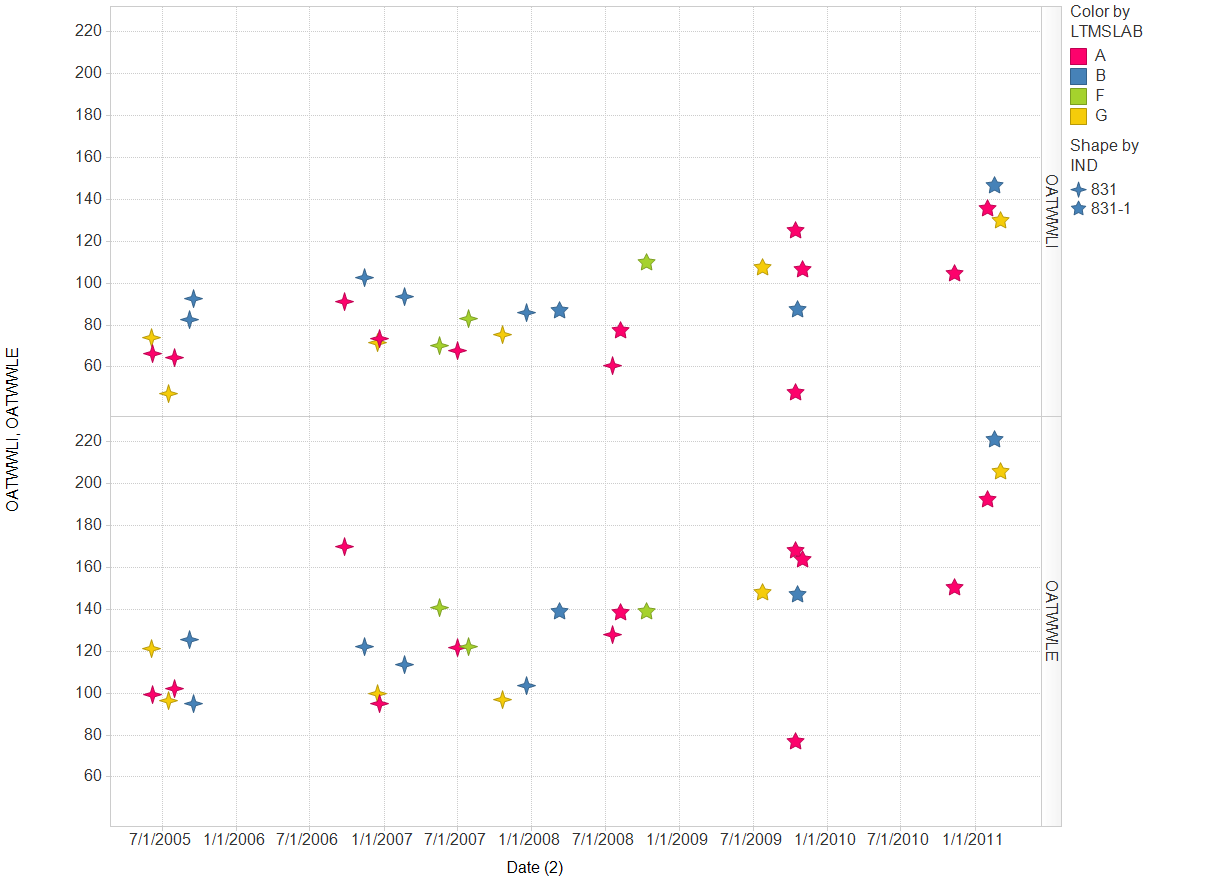 220
200
180
160
140
120
100
80
60
OATWWLI
220
200
180
160
140
120
100
80
60
OATWWLE
OATWWLI, OATWWLE
7/1/2005 1/1/2006 7/1/2006 1/1/2007 7/1/2007 1/1/2008 7/1/2008 1/1/2009 7/1/2009 1/1/2010 7/1/2010 1/1/2011
Date (2)
Color by
LTMSLAB
A
B
F
G
Shape by
IND
831
831-1